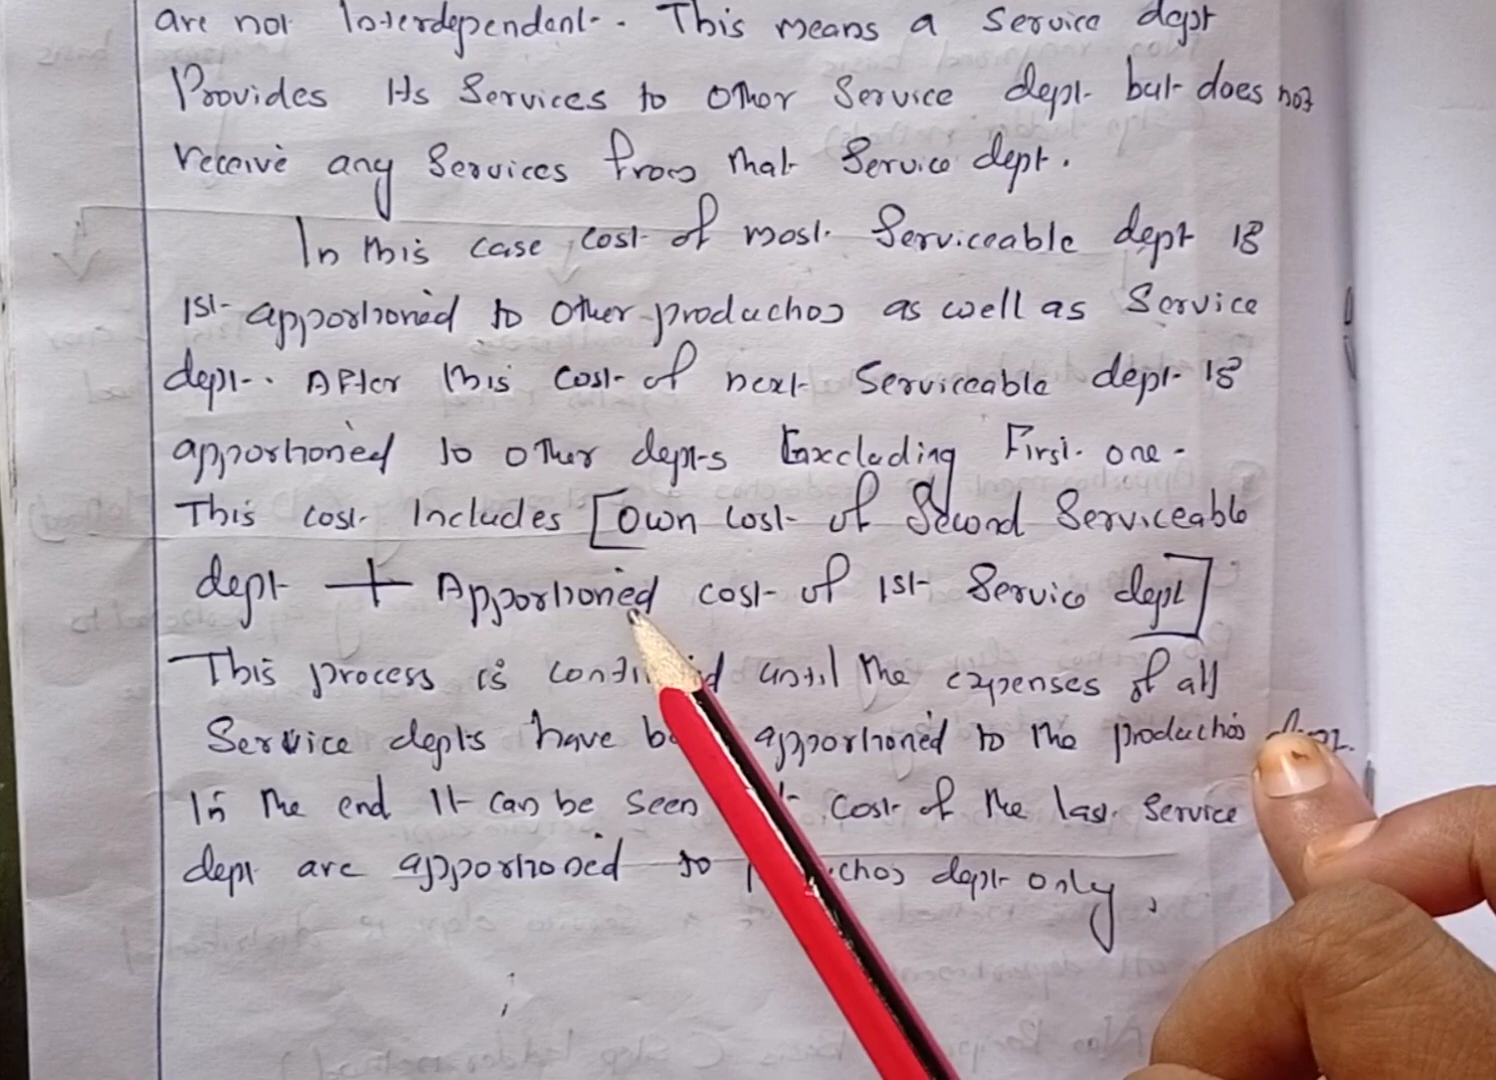 are not Interdependent. This means a Service dept
Provides Its Services to other Service dept but does not
receive any Services from that Service dept.
In this case cost of most Serviceable dept is
1st apportioned to other production as well as Service
dept. After this cost of next Serviceable dept is
apportioned to other depts Excluding First one.
This cost Includes [Own cost of Second Serviceable
dept + Apportioned cost of 1st Service dept]
This process is until the expenses of all
Service depts have apportioned to the production dept.
In the end It can be seen cost of the last Service
dept are apportioned to dept only.